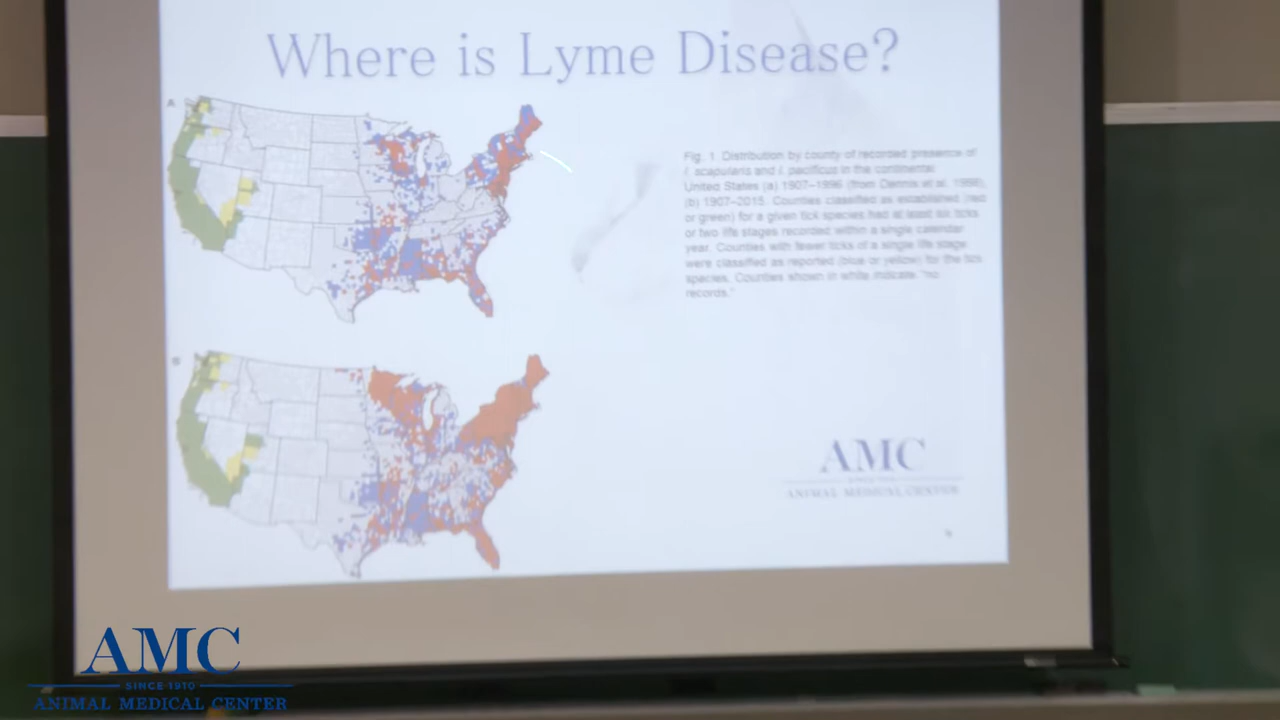 Where is Lyme Disease?
A
Fig. 1. Distribution by county of recorded presence of
I. scapularis and I. pacificus in the continental
United States (a) 1907–1996 (from Dennis et al. 1998),
(b) 1907–2015. Counties classified as established (red
or green) for a given tick species had at least six ticks
or two life stages recorded within a single calendar
year. Counties with fewer ticks of a single life stage
were classified as reported (blue or yellow) for the tick
species. Counties shown in white indicate "no
records."
B
AMC
SINCE 1910
ANIMAL MEDICAL CENTER
AMC
SINCE 1910
ANIMAL MEDICAL CENTER